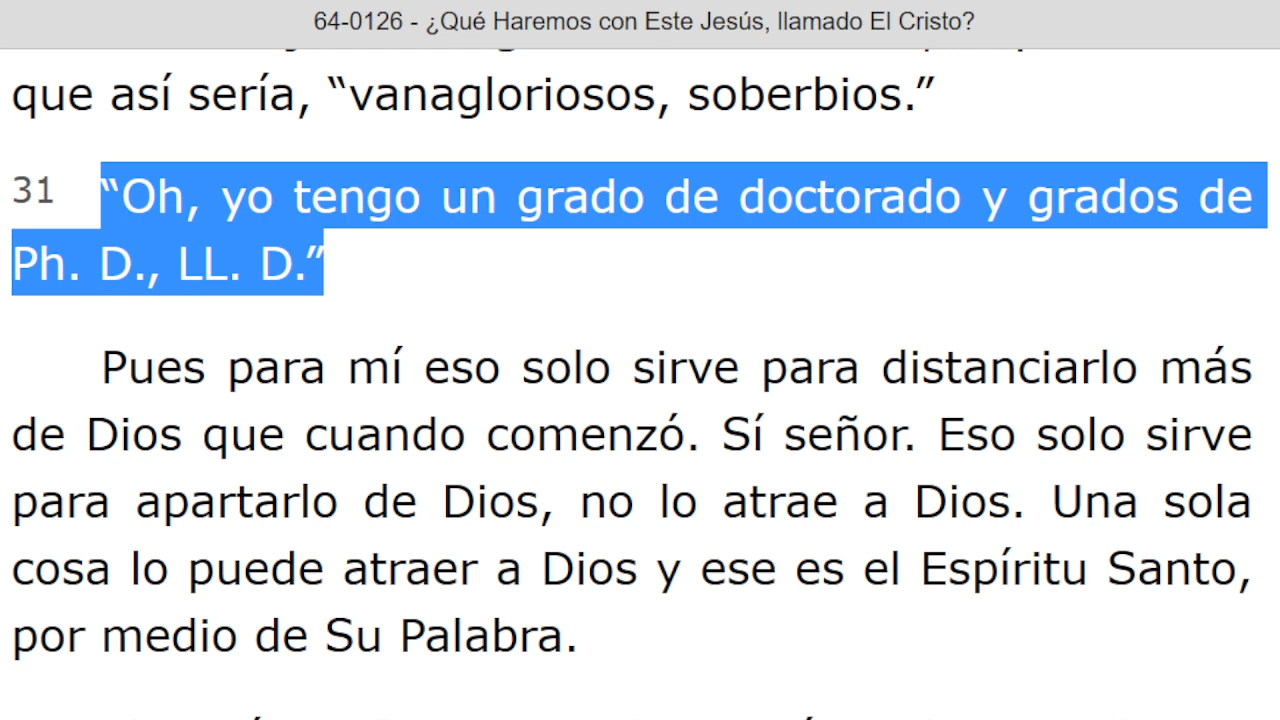 64-0126 - ¿Qué Haremos con Este Jesús, llamado El Cristo?
que así sería, “vanagloriosos, soberbios.”
31 “Oh, yo tengo un grado de doctorado y grados de
Ph. D., LL. D.”
Pues para mí eso solo sirve para distanciarlo más
de Dios que cuando comenzó. Sí señor. Eso solo sirve
para apartarlo de Dios, no lo atrae a Dios. Una sola
cosa lo puede atraer a Dios y ese es el Espíritu Santo,
por medio de Su Palabra.